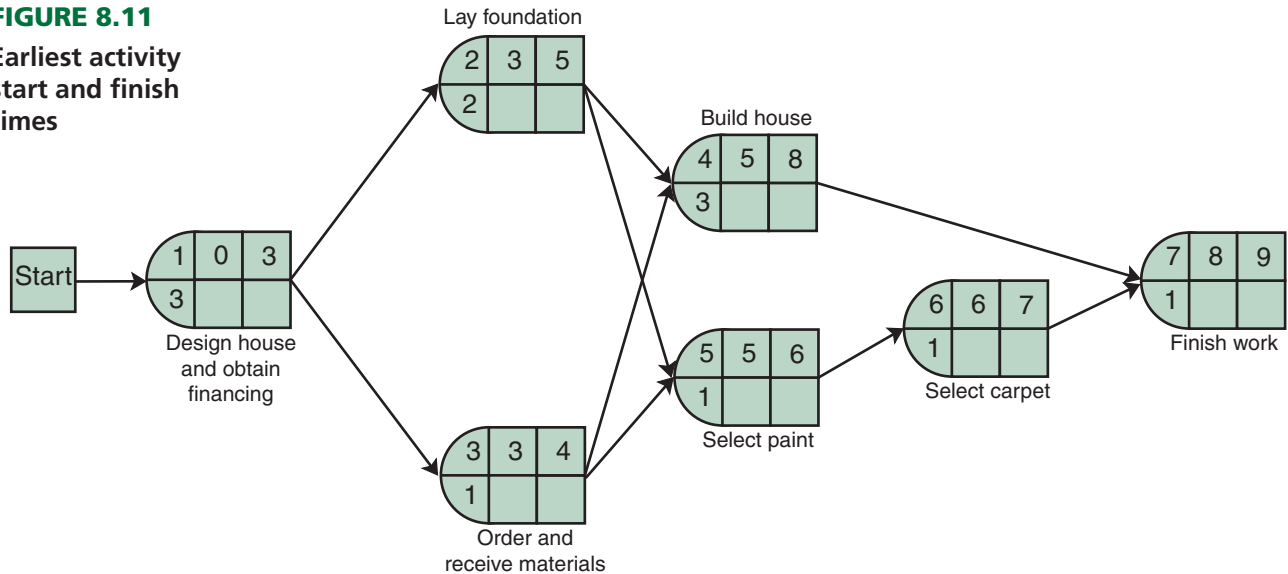 FIGURE 8.11
Earliest activity
start and finish
times
Lay foundation
2 3 5
2
Build house
4 5 8
3
Start
1 0 3
3
Design house
and obtain
financing
7 8 9
1
Finish work
6 6 7
1
Select carpet
5 5 6
1
Select paint
3 3 4
1
Order and
receive materials